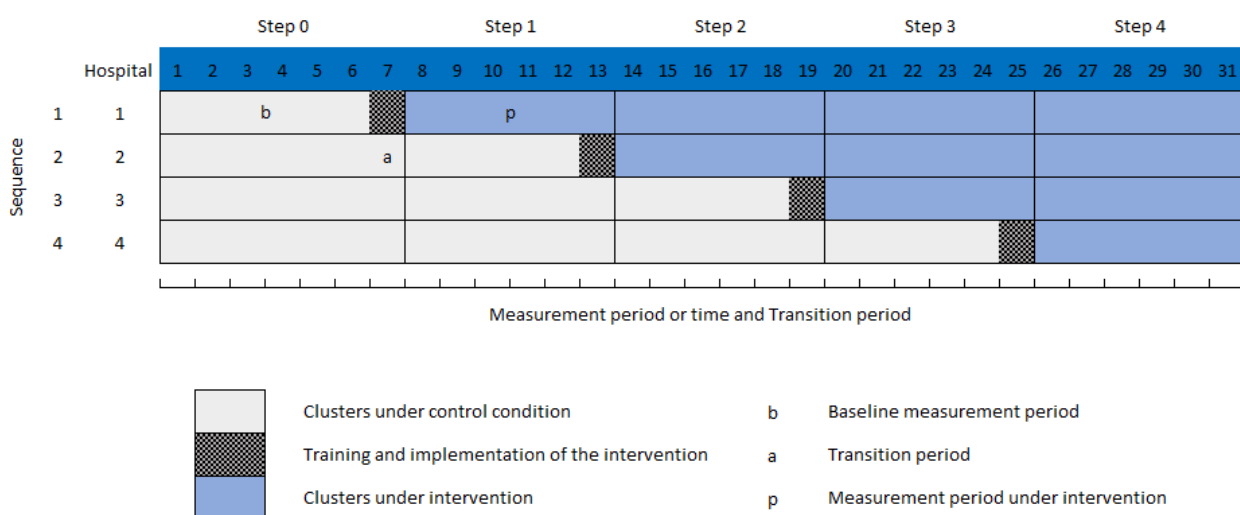 Step 0 Step 1 Step 2 Step 3 Step 4
Hospital 1 2 3 4 5 6 7 8 9 10 11 12 13 14 15 16 17 18 19 20 21 22 23 24 25 26 27 28 29 30 31
Sequence
1 1 b p
2 2 a
3 3
4 4
Measurement period or time and Transition period
Clusters under control condition b Baseline measurement period
Training and implementation of the intervention a Transition period
Clusters under intervention p Measurement period under intervention